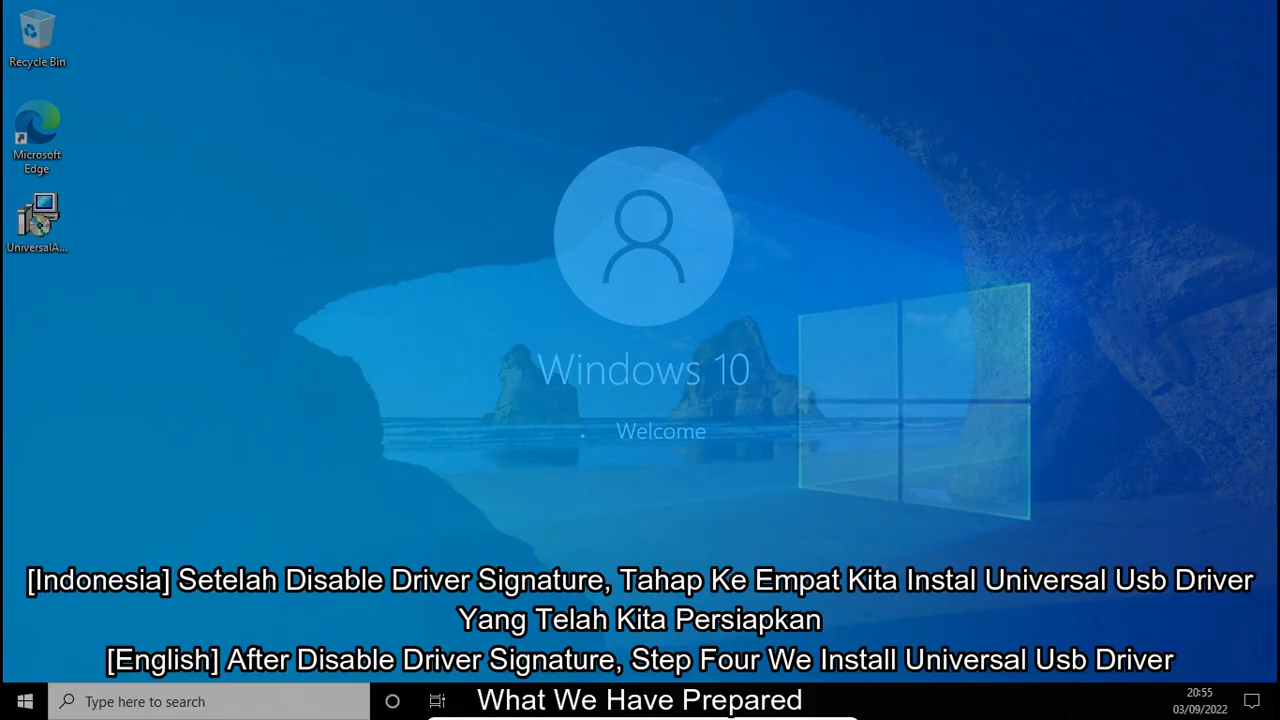 Recycle Bin
Microsoft
Edge
UniversalA...
Windows 10
Welcome
[Indonesia] Setelah Disable Driver Signature, Tahap Ke Empat Kita Instal Universal Usb Driver
Yang Telah Kita Persiapkan
[English] After Disable Driver Signature, Step Four We Install Universal Usb Driver
What We Have Prepared
Type here to search
20:55
03/09/2022